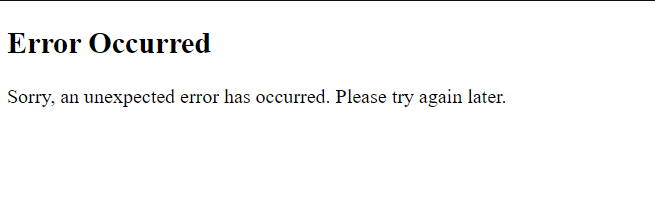 Error Occurred
Sorry, an unexpected error has occurred. Please try again later.